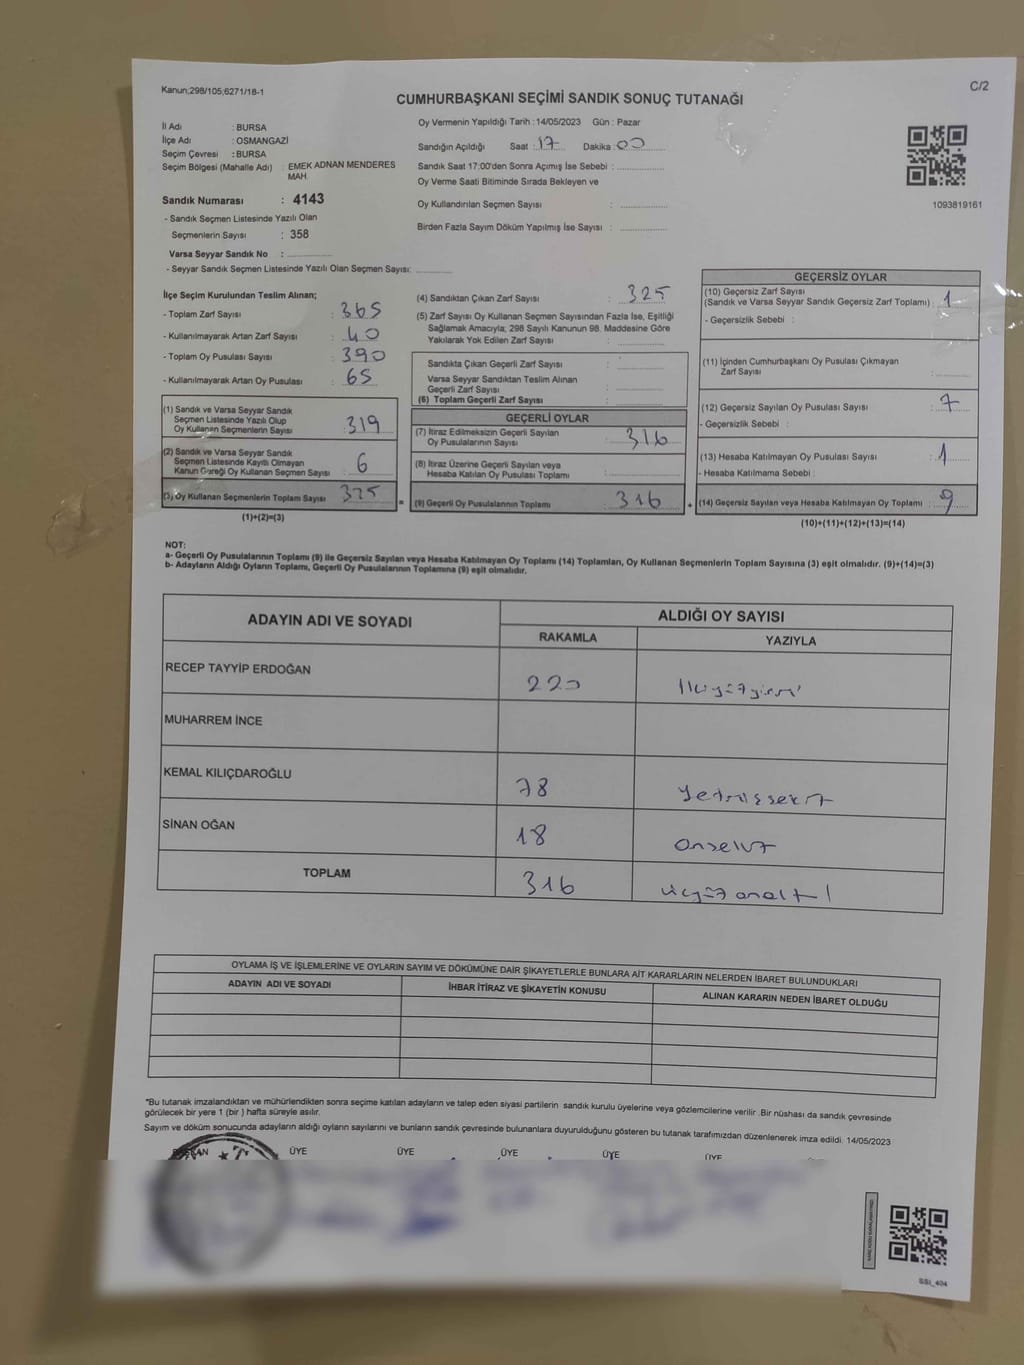 Kanun;298/105,6271/18-1
C/2
CUMHURBAŞKANI SEÇİMİ SANDIK SONUÇ TUTANAĞI
İl Adı : BURSA
İlçe Adı : OSMANGAZİ
Seçim Çevresi : BURSA
Seçim Bölgesi (Mahalle Adı) : EMEK ADNAN MENDERES
MAH.
Sandık Numarası : 4143
- Sandık Seçmen Listesinde Yazılı Olan
Seçmenlerin Sayısı : 358
Varsa Seyyar Sandık No :
- Seyyar Sandık Seçmen Listesinde Yazılı Olan Seçmen Sayısı:
Oy Vermenin Yapıldığı Tarih : 14/05/2023 Gün : Pazar
Sandığın Açıldığı Saat : 17 Dakika : 00
Sandık Saat 17:00'den Sonra Açımış İse Sebebi :
Oy Verme Saati Bitiminde Sırada Bekleyen ve
Oy Kullandırılan Seçmen Sayısı :
Birden Fazla Sayım Döküm Yapılmış İse Sayısı :
1093819161
İlçe Seçim Kurulundan Teslim Alınan;
- Toplam Zarf Sayısı : 365
- Kullanılmayarak Artan Zarf Sayısı : 40
- Toplam Oy Pusulası Sayısı : 390
- Kullanılmayarak Artan Oy Pusulası : 65
(1) Sandık ve Varsa Seyyar Sandık
Seçmen Listesinde Yazılı Olup
Oy Kullanan Seçmenlerin Sayısı : 319
(2) Sandık ve Varsa Seyyar Sandık
Seçmen Listesinde Kayıtlı Olmayan
Kanun Gereği Oy Kullanan Seçmen Sayısı : 6
(3) Oy Kullanan Seçmenlerin Toplam Sayısı : 325 =
(1)+(2)=(3)
(4) Sandıktan Çıkan Zarf Sayısı : 325
(5) Zarf Sayısı Oy Kullanan Seçmen Sayısından Fazla İse, Eşitliği
Sağlamak Amacıyla; 298 Sayılı Kanunun 98. Maddesine Göre
Yakılarak Yok Edilen Zarf Sayısı :
Sandıkta Çıkan Geçerli Zarf Sayısı :
Varsa Seyyar Sandıktan Teslim Alınan
Geçerli Zarf Sayısı :
(6) Toplam Geçerli Zarf Sayısı :
GEÇERLİ OYLAR
(7) İtiraz Edilmeksizin Geçerli Sayılan
Oy Pusulalarının Sayısı : 316
(8) İtiraz Üzerine Geçerli Sayılan veya
Hesaba Katılan Oy Pusulası Toplamı :
(9) Geçerli Oy Pusulalarının Toplamı : 316 +
GEÇERSİZ OYLAR
(10) Geçersiz Zarf Sayısı
(Sandık ve Varsa Seyyar Sandık Geçersiz Zarf Toplamı) : 1
- Geçersizlik Sebebi :
(11) İçinden Cumhurbaşkanı Oy Pusulası Çıkmayan
Zarf Sayısı :
(12) Geçersiz Sayılan Oy Pusulası Sayısı : 7
- Geçersizlik Sebebi :
(13) Hesaba Katılmayan Oy Pusulası Sayısı : 1
- Hesaba Katılmama Sebebi :
(14) Geçersiz Sayılan veya Hesaba Katılmayan Oy Toplamı : 9
(10)+(11)+(12)+(13)=(14)
NOT:
a- Geçerli Oy Pusulalarının Toplamı (9) ile Geçersiz Sayılan veya Hesaba Katılmayan Oy Toplamı (14) Toplamları, Oy Kullanan Seçmenlerin Toplam Sayısına (3) eşit olmalıdır. (9)+(14)=(3)
b- Adayların Aldığı Oyların Toplamı, Geçerli Oy Pusulalarının Toplamına (9) eşit olmalıdır.
ADAYIN ADI VE SOYADI
ALDIĞI OY SAYISI
RAKAMLA YAZIYLA
RECEP TAYYİP ERDOĞAN 220 İkiyüzyirmi
MUHARREM İNCE
KEMAL KILIÇDAROĞLU 78 Yetmişsekiz
SİNAN OĞAN 18 Onsekiz
TOPLAM 316 üçyüzonaltı
OYLAMA İŞ VE İŞLEMLERİNE VE OYLARIN SAYIM VE DÖKÜMÜNE DAİR ŞİKAYETLERLE BUNLARA AİT KARARLARIN NELERDEN İBARET BULUNDUKLARI
ADAYIN ADI VE SOYADI İHBAR İTİRAZ VE ŞİKAYETİN KONUSU ALINAN KARARIN NEDEN İBARET OLDUĞU
*Bu tutanak imzalandıktan ve mühürlendikten sonra seçime katılan adayların ve talep eden siyasi partilerin sandık kurulu üyelerine veya gözlemcilerine verilir .Bir nüshası da sandık çevresinde
görülecek bir yere 1 (bir ) hafta süreyle asılır.
Sayım ve döküm sonucunda adayların aldığı oyların sayılarını ve bunların sandık çevresinde bulunanlara duyurulduğunu gösteren bu tutanak tarafımızdan düzenlenerek imza edildi. 14/05/2023
BAŞKAN ÜYE ÜYE ÜYE ÜYE ÜYE
SSI_404